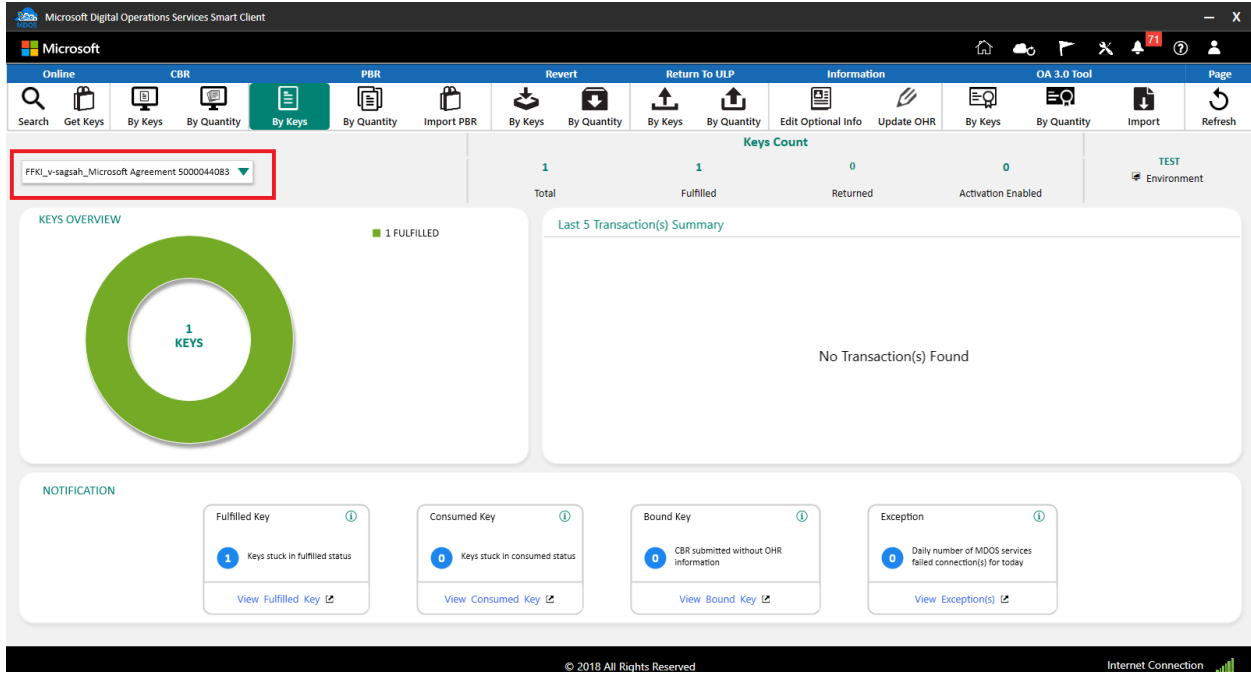 MDOS
Microsoft Digital Operations Services Smart Client
— X
Microsoft
71
Online CBR PBR Revert Return To ULP Information OA 3.0 Tool Page
Search Get Keys By Keys By Quantity By Keys By Quantity Import PBR By Keys By Quantity By Keys By Quantity Edit Optional Info Update OHR By Keys By Quantity Import Refresh
FFKI_v-sagsah_Microsoft Agreement 5000044083
Keys Count
1 1 0 0
Total Fulfilled Returned Activation Enabled
TEST
Environment
KEYS OVERVIEW
1 FULFILLED
1
KEYS
Last 5 Transaction(s) Summary
No Transaction(s) Found
NOTIFICATION
Fulfilled Key
1 Keys stuck in fulfilled status
View Fulfilled Key
Consumed Key
0 Keys stuck in consumed status
View Consumed Key
Bound Key
0 CBR submitted without OHR
information
View Bound Key
Exception
0 Daily number of MDOS services
failed connection(s) for today
View Exception(s)
© 2018 All Rights Reserved
Internet Connection